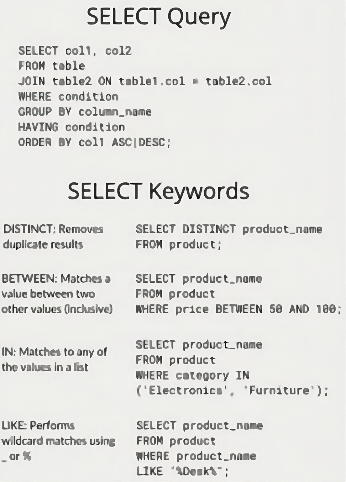 SELECT Query
SELECT col1, col2
FROM table
JOIN table2 ON table1.col = table2.col
WHERE condition
GROUP BY column_name
HAVING condition
ORDER BY col1 ASC|DESC;
SELECT Keywords
DISTINCT: Removes
duplicate results
SELECT DISTINCT product_name
FROM product;
BETWEEN: Matches a
value between two
other values (inclusive)
SELECT product_name
FROM product
WHERE price BETWEEN 50 AND 100;
IN: Matches to any of
the values in a list
SELECT product_name
FROM product
WHERE category IN
('Electronics', 'Furniture');
LIKE: Performs
wildcard matches using
_ or %
SELECT product_name
FROM product
WHERE product_name
LIKE '%Desk%';